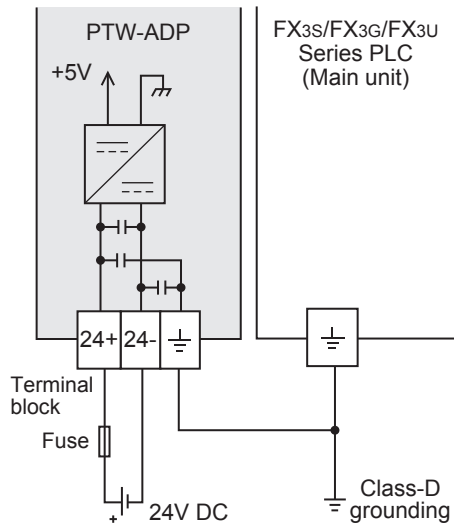 PTW-ADP
+5V
FX3S/FX3G/FX3U
Series PLC
(Main unit)
24+
24-
Terminal
block
Fuse
+
24V DC
Class-D
grounding